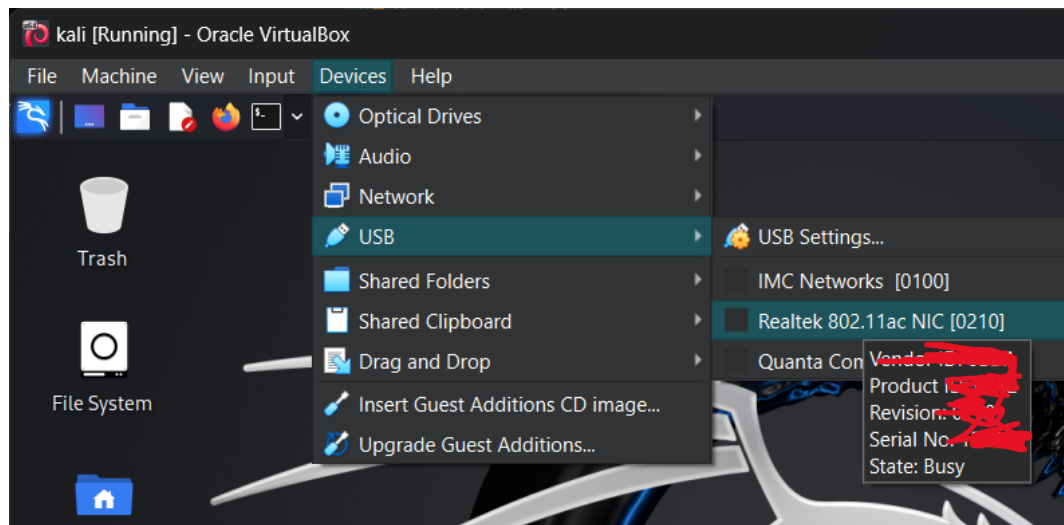 kali [Running] - Oracle VirtualBox
File Machine View Input Devices Help
Optical Drives
Audio
Network
USB
Shared Folders
Shared Clipboard
Drag and Drop
Insert Guest Additions CD image...
Upgrade Guest Additions...
USB Settings...
IMC Networks [0100]
Realtek 802.11ac NIC [0210]
Quanta Con
Vendor ID:
Product
Revision:
Serial No:
State: Busy
Trash
File System